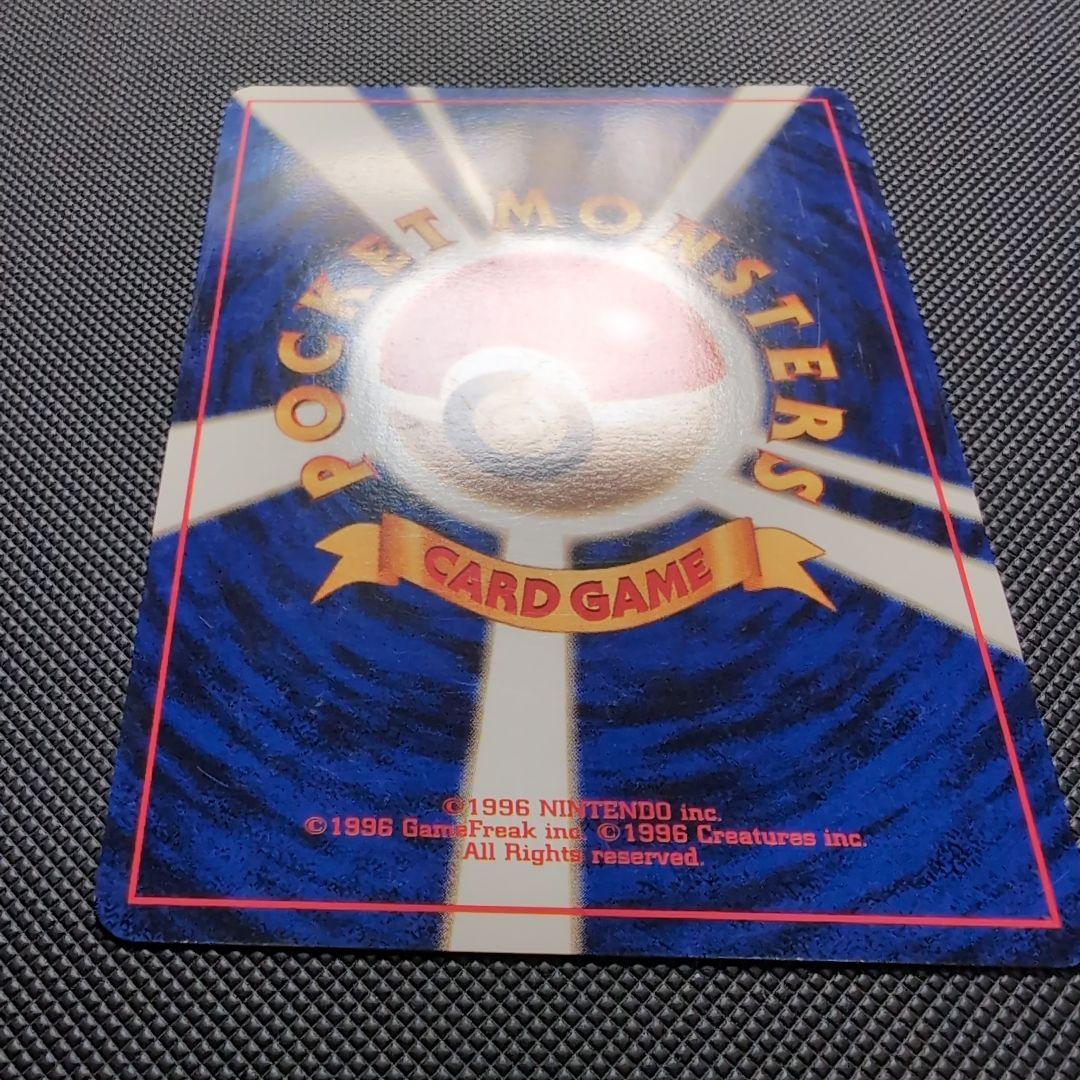 POCKET MONSTERS
CARD GAME
©1996 NINTENDO inc.
©1996 GameFreak inc. ©1996 Creatures inc.
All Rights reserved.